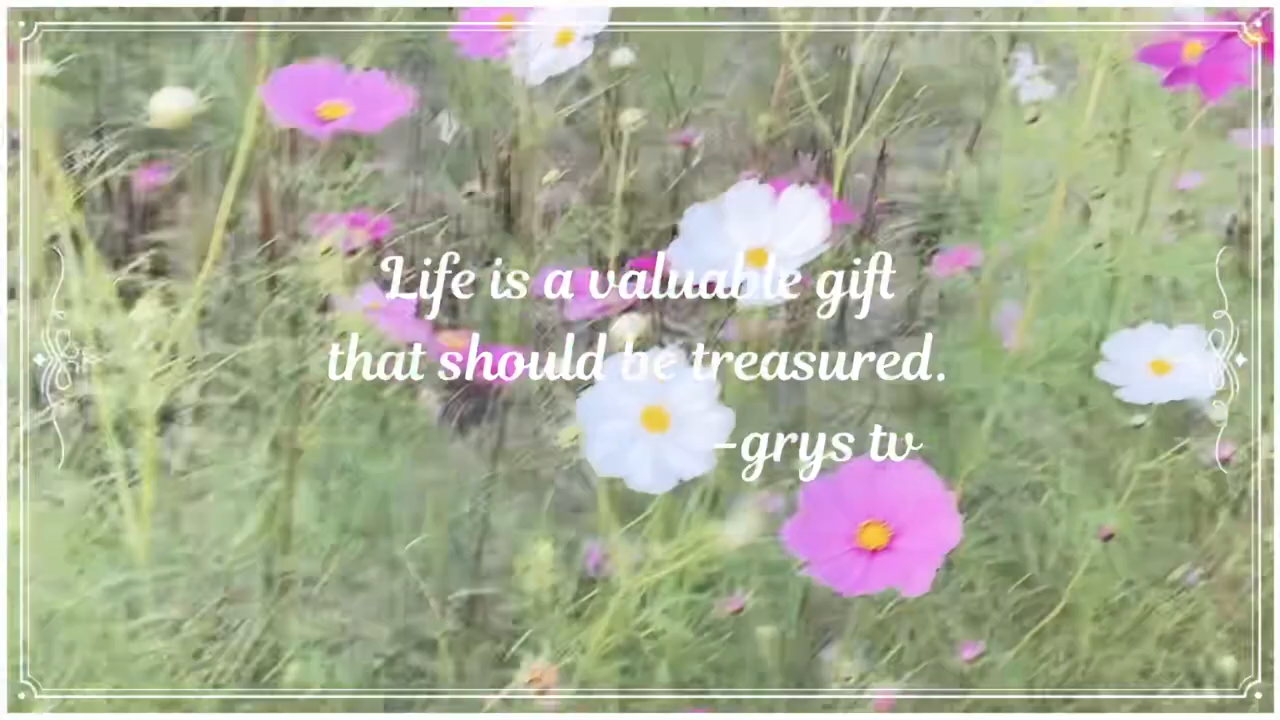 Life is a valuable gift
that should be treasured.
-grys tv